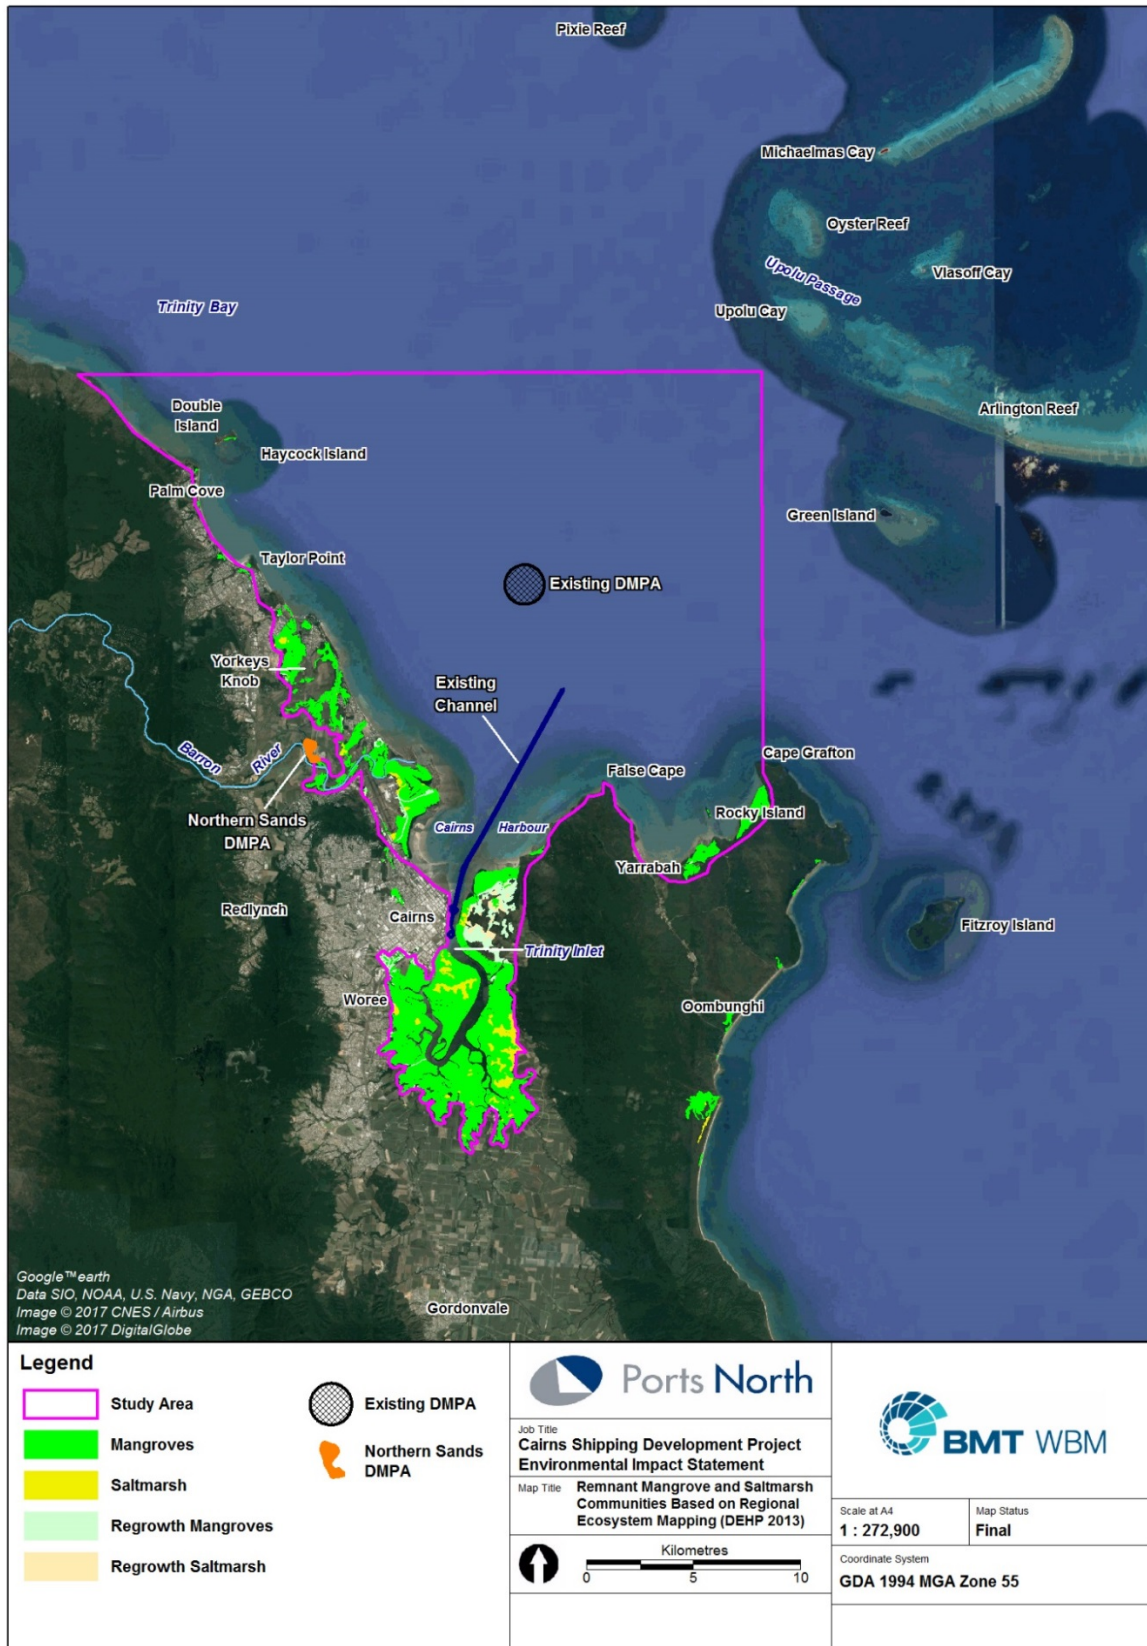 Pixie Reef
Michaelmas Cay
Oyster Reef
Vlasoff Cay
Upolu Passage
Upolu Cay
Trinity Bay
Arlington Reef
Double
Island
Haycock Island
Palm Cove
Green Island
Taylor Point
Existing DMPA
Yorkeys
Knob
Existing
Channel
Barron
River
Cape Grafton
False Cape
Rocky Island
Northern Sands
DMPA
Cairns
Harbour
Yarrabah
Redlynch
Cairns
Fitzroy Island
Trinity Inlet
Woree
Oombunghi
Gordonvale
Google™earth
Data SIO, NOAA, U.S. Navy, NGA, GEBCO
Image © 2017 CNES / Airbus
Image © 2017 DigitalGlobe
Legend
Study Area
Mangroves
Saltmarsh
Regrowth Mangroves
Regrowth Saltmarsh
Existing DMPA
Northern Sands
DMPA
Ports North
Job Title
Cairns Shipping Development Project
Environmental Impact Statement
Map Title
Remnant Mangrove and Saltmarsh
Communities Based on Regional
Ecosystem Mapping (DEHP 2013)
Kilometres
0 5 10
BMT WBM
Scale at A4
1 : 272,900
Map Status
Final
Coordinate System
GDA 1994 MGA Zone 55